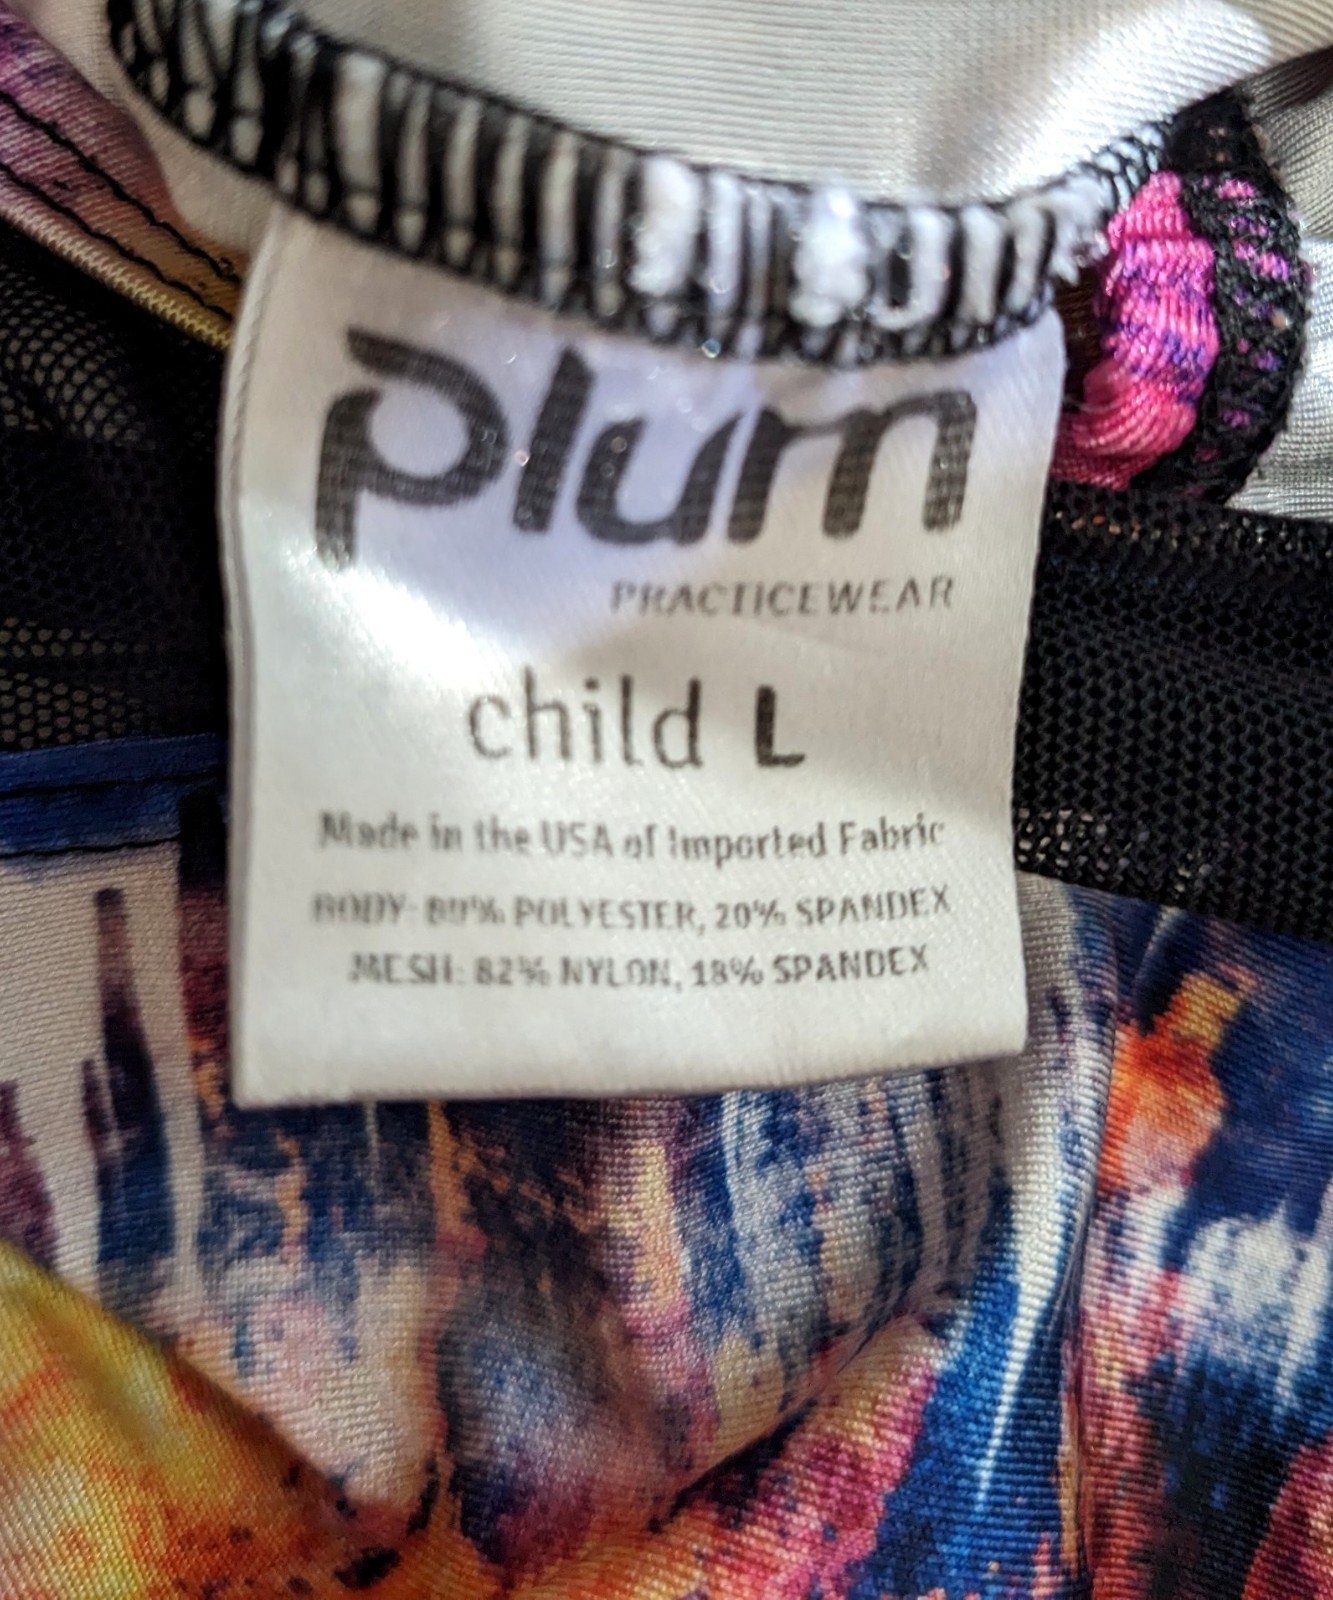 plum
PRACTICEWEAR
child L
Made in the USA of Imported Fabric
BODY: 80% POLYESTER, 20% SPANDEX
MESH: 82% NYLON, 18% SPANDEX